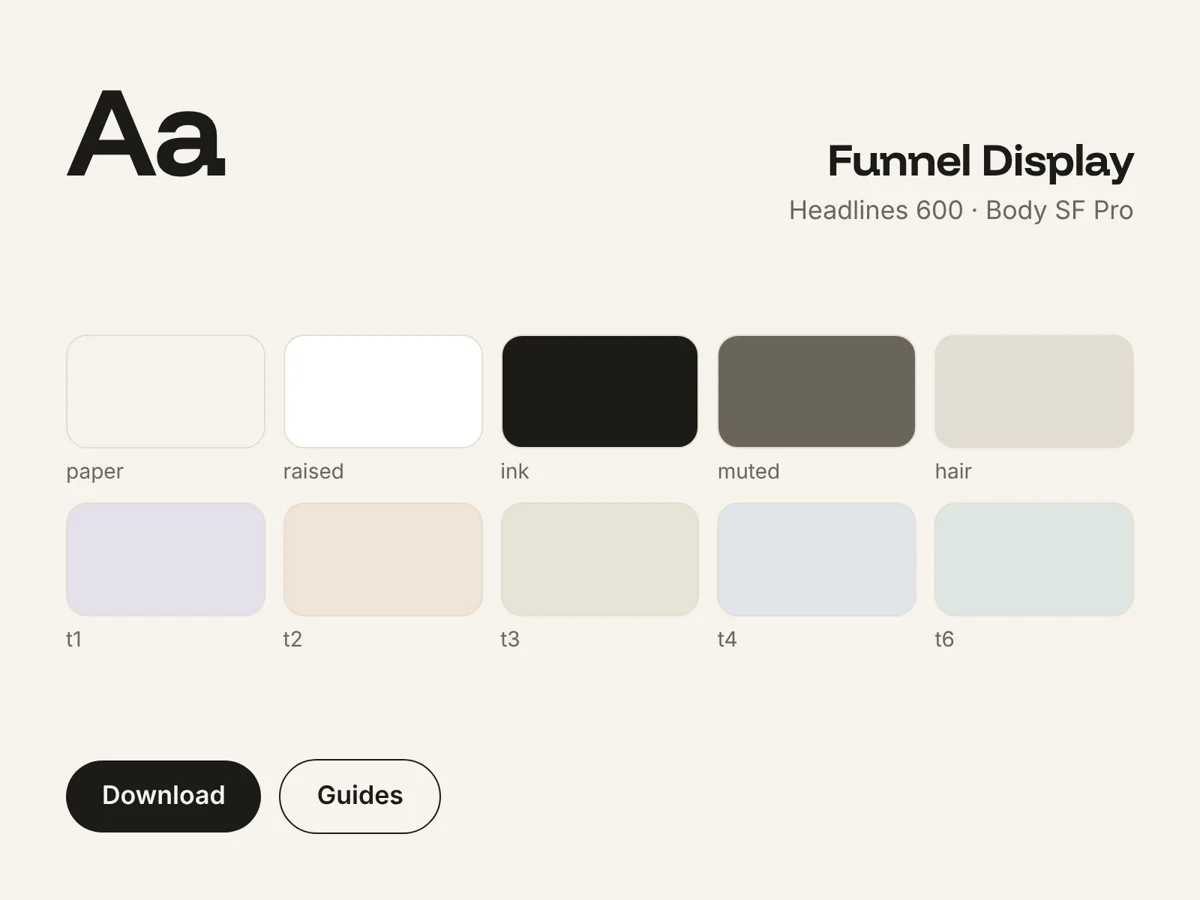 Aa
Funnel Display
Headlines 600 · Body SF Pro
paper
raised
ink
muted
hair
t1
t2
t3
t4
t6
Download
Guides